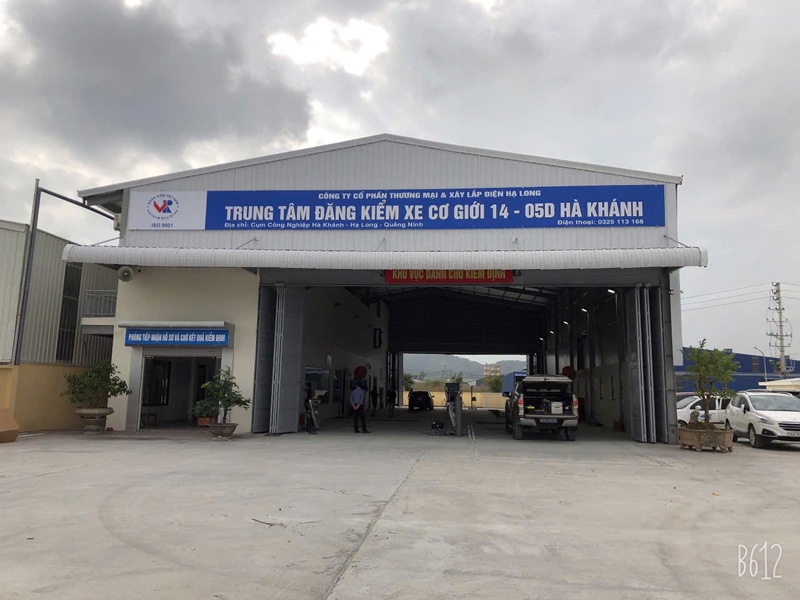 CÔNG TY CỔ PHẦN THƯƠNG MẠI & XÂY LẮP ĐIỆN HẠ LONG
TRUNG TÂM ĐĂNG KIỂM XE CƠ GIỚI 14 - 05D HÀ KHÁNH
Địa chỉ: Cụm Công Nghiệp Hà Khánh - Hạ Long - Quảng Ninh
Điện thoại: 0325 113 168
VR
ISO 9001
KHU VỰC DÀNH CHO KIỂM ĐỊNH
PHÒNG TIẾP NHẬN HỒ SƠ VÀ CHỜ KẾT QUẢ KIỂM ĐỊNH
B612